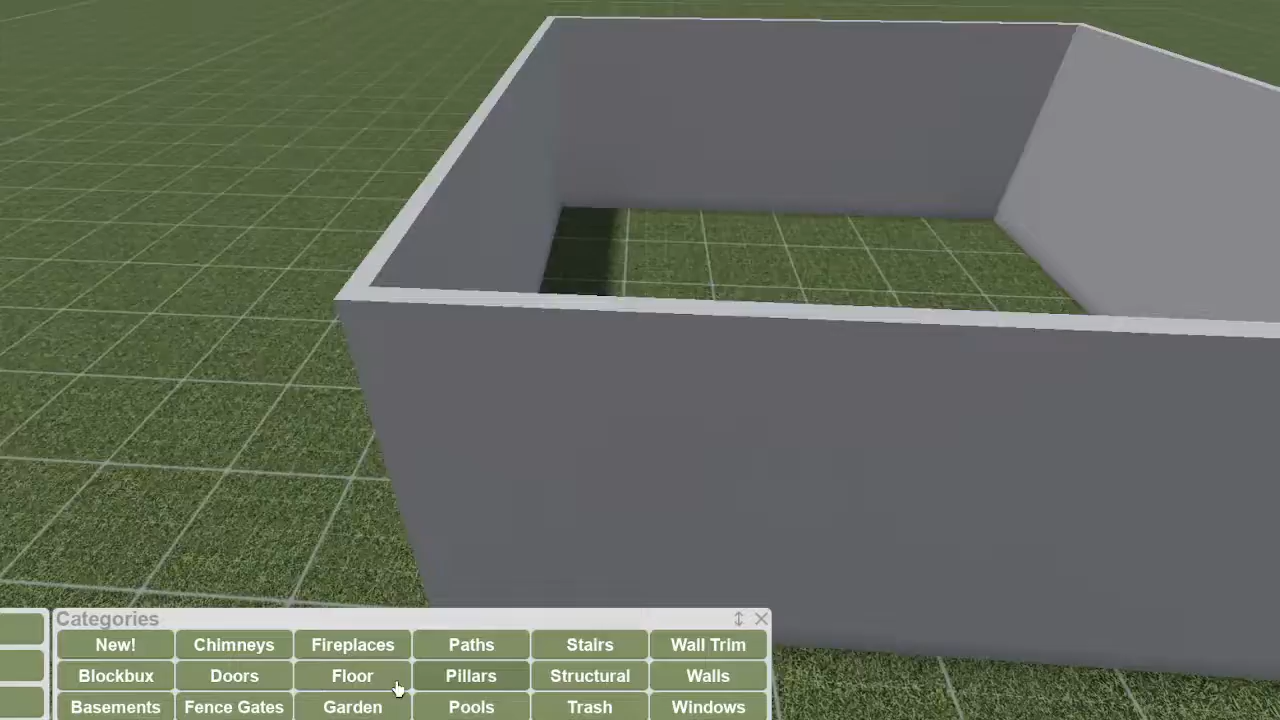 Categories
New! Chimneys Fireplaces Paths Stairs Wall Trim
Blockbux Doors Floor Pillars Structural Walls
Basements Fence Gates Garden Pools Trash Windows